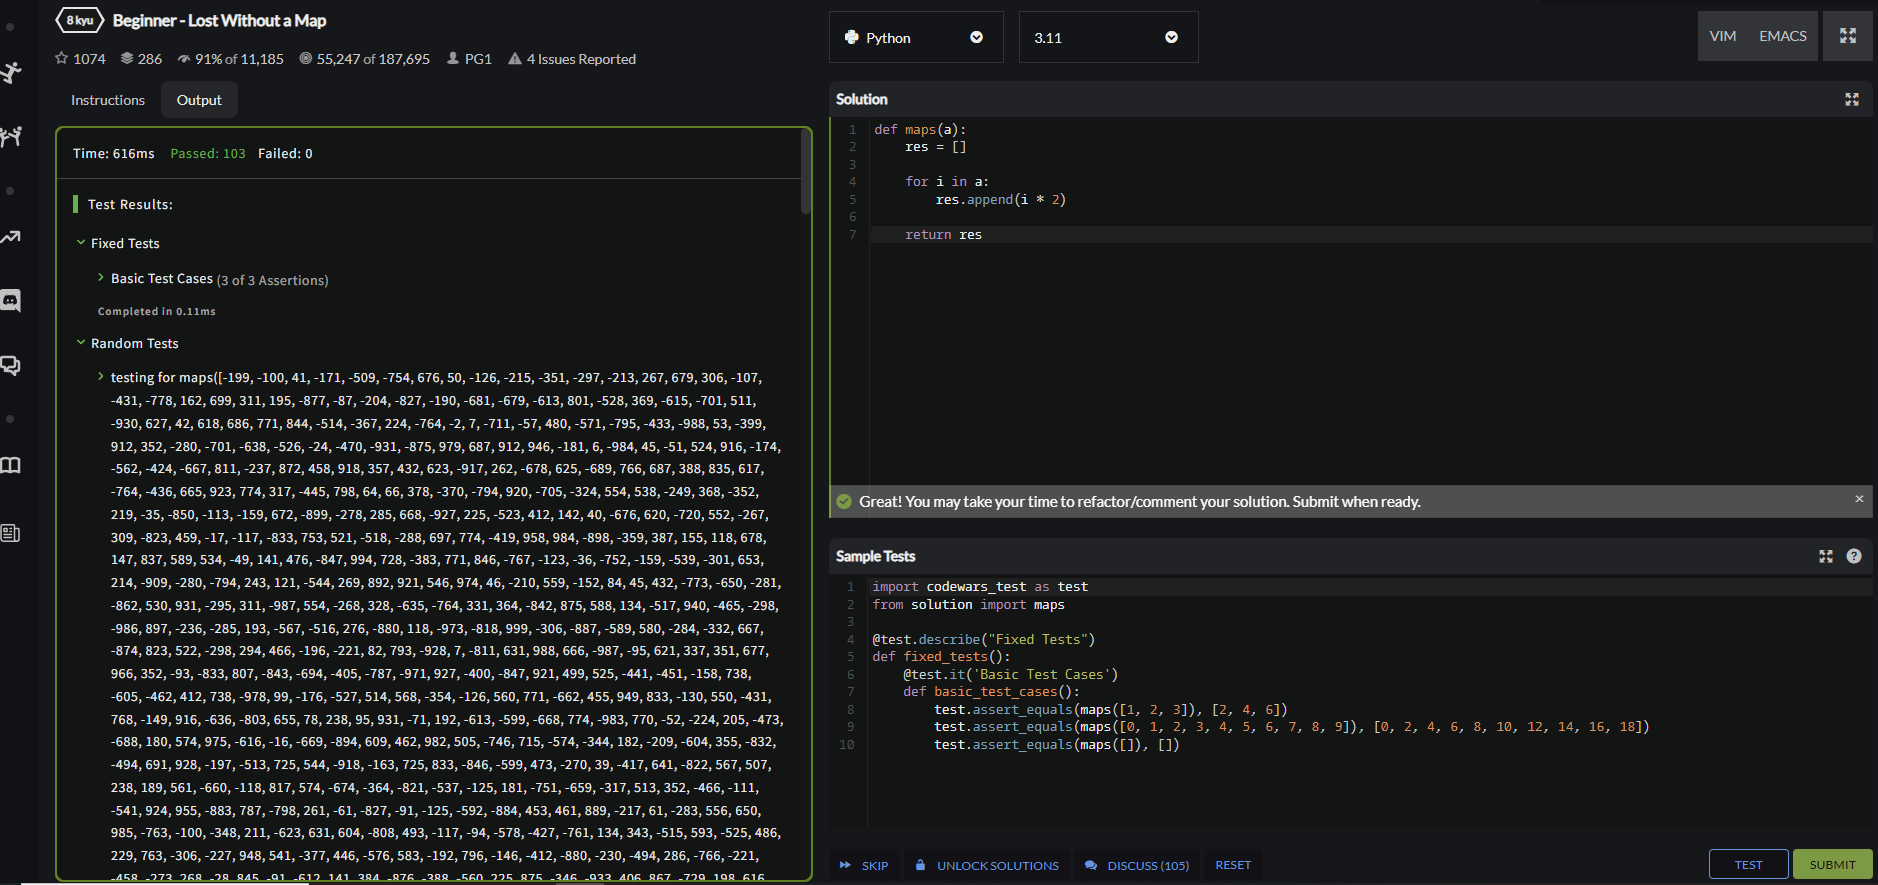 8 kyu Beginner - Lost Without a Map
1074 286 91% of 11,185 55,247 of 187,695 PG1 4 Issues Reported
Instructions Output
Time: 616ms Passed: 103 Failed: 0
Test Results:
Fixed Tests
Basic Test Cases (3 of 3 Assertions)
Completed in 0.11ms
Random Tests
testing for maps([-199, -100, 41, -171, -509, -754, 676, 50, -126, -215, -351, -297, -213, 267, 679, 306, -107,
-431, -778, 162, 699, 311, 195, -877, -87, -204, -827, -190, -681, -679, -613, 801, -528, 369, -615, -701, 511,
-930, 627, 42, 618, 686, 771, 844, -514, -367, 224, -764, -2, 7, -711, -57, 480, -571, -795, -433, -988, 53, -399,
912, 352, -280, -701, -638, -526, -24, -470, -931, -875, 979, 687, 912, 946, -181, 6, -984, 45, -51, 524, 916, -174,
-562, -424, -667, 811, -237, 872, 458, 918, 357, 432, 623, -917, 262, -678, 625, -689, 766, 687, 388, 835, 617,
-764, -436, 665, 923, 774, 317, -445, 798, 64, 66, 378, -370, -794, 920, -705, -324, 554, 538, -249, 368, -352,
219, -35, -850, -113, -159, 672, -899, -278, 285, 668, -927, 225, -523, 412, 142, 40, -676, 620, -720, 552, -267,
309, -823, 459, -17, -117, -833, 753, 521, -518, -288, 697, 774, -419, 958, 984, -898, -359, 387, 155, 118, 678,
147, 837, 589, 534, -49, 141, 476, -847, 994, 728, -383, 771, 846, -767, -123, -36, -752, -159, -539, -301, 653,
214, -909, -280, -794, 243, 121, -544, 269, 892, 921, 546, 974, 46, -210, 559, -152, 84, 45, 432, -773, -650, -281,
-862, 530, 931, -295, 311, -987, 554, -268, 328, -635, -764, 331, 364, -842, 875, 588, 134, -517, 940, -465, -298,
-986, 897, -236, -285, 193, -567, -516, 276, -880, 118, -973, -818, 999, -306, -887, -589, 580, -284, -332, 667,
-874, 823, 522, -298, 294, 466, -196, -221, 82, 793, -928, 7, -811, 631, 988, 666, -987, -95, 621, 337, 351, 677,
966, 352, -93, -833, 807, -843, -694, -405, -787, -971, 927, -400, -847, 921, 499, 525, -441, -451, -158, 738,
-605, -462, 412, 738, -978, 99, -176, -527, 514, 568, -354, -126, 560, 771, -662, 455, 949, 833, -130, 550, -431,
768, -149, 916, -636, -803, 655, 78, 238, 95, 931, -71, 192, -613, -599, -668, 774, -983, 770, -52, -224, 205, -473,
-688, 180, 574, 975, -616, -16, -669, -894, 609, 462, 982, 505, -746, 715, -574, -344, 182, -209, -604, 355, -832,
-494, 691, 928, -197, -513, 725, 544, -918, -163, 725, 833, -846, -599, 473, -270, 39, -417, 641, -822, 567, 507,
238, 189, 561, -660, -118, 817, 574, -674, -364, -821, -537, -125, 181, -751, -659, -317, 513, 352, -466, -111,
-541, 924, 955, -883, 787, -798, 261, -61, -827, -91, -125, -592, -884, 453, 461, 889, -217, 61, -283, 556, 650,
985, -763, -100, -348, 211, -623, 631, 604, -808, 493, -117, -94, -578, -427, -761, 134, 343, -515, 593, -525, 486,
229, 763, -306, -227, 948, 541, -377, 446, -576, 583, -192, 796, -146, -412, -880, -230, -494, 286, -766, -221,
-458, -273, 268, -28, 845, -91, -612, 141, 384, -876, -388, -560, 225, 875, -346, -933, 406, 867, -729, 198, 616,
Python 3.11 VIM EMACS
Solution
1 def maps(a):
2 res = []
3
4 for i in a:
5 res.append(i * 2)
6
7 return res
Great! You may take your time to refactor/comment your solution. Submit when ready.
Sample Tests
1 import codewars_test as test
2 from solution import maps
3
4 @test.describe("Fixed Tests")
5 def fixed_tests():
6 @test.it('Basic Test Cases')
7 def basic_test_cases():
8 test.assert_equals(maps([1, 2, 3]), [2, 4, 6])
9 test.assert_equals(maps([0, 1, 2, 3, 4, 5, 6, 7, 8, 9]), [0, 2, 4, 6, 8, 10, 12, 14, 16, 18])
10 test.assert_equals(maps([]), [])
SKIP UNLOCK SOLUTIONS DISCUSS (105) RESET TEST SUBMIT